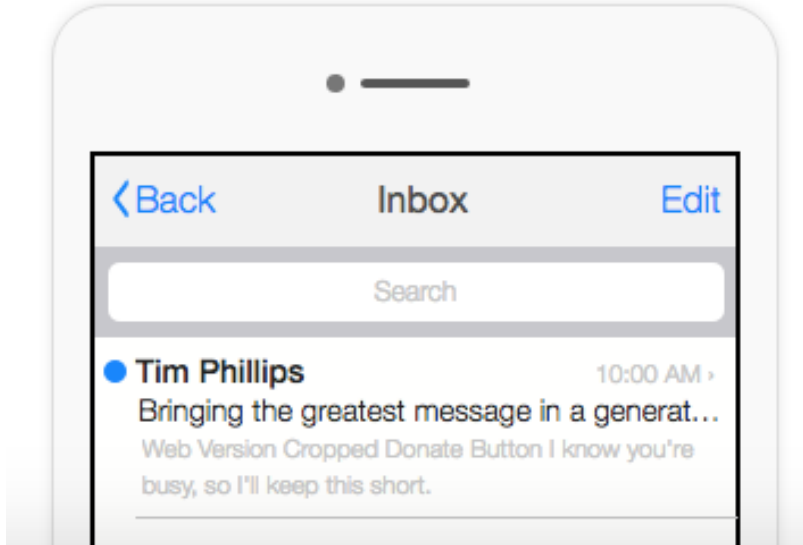 Back Inbox Edit
Search
Tim Phillips 10:00 AM ›
Bringing the greatest message in a generat...
Web Version Cropped Donate Button I know you're
busy, so I'll keep this short.